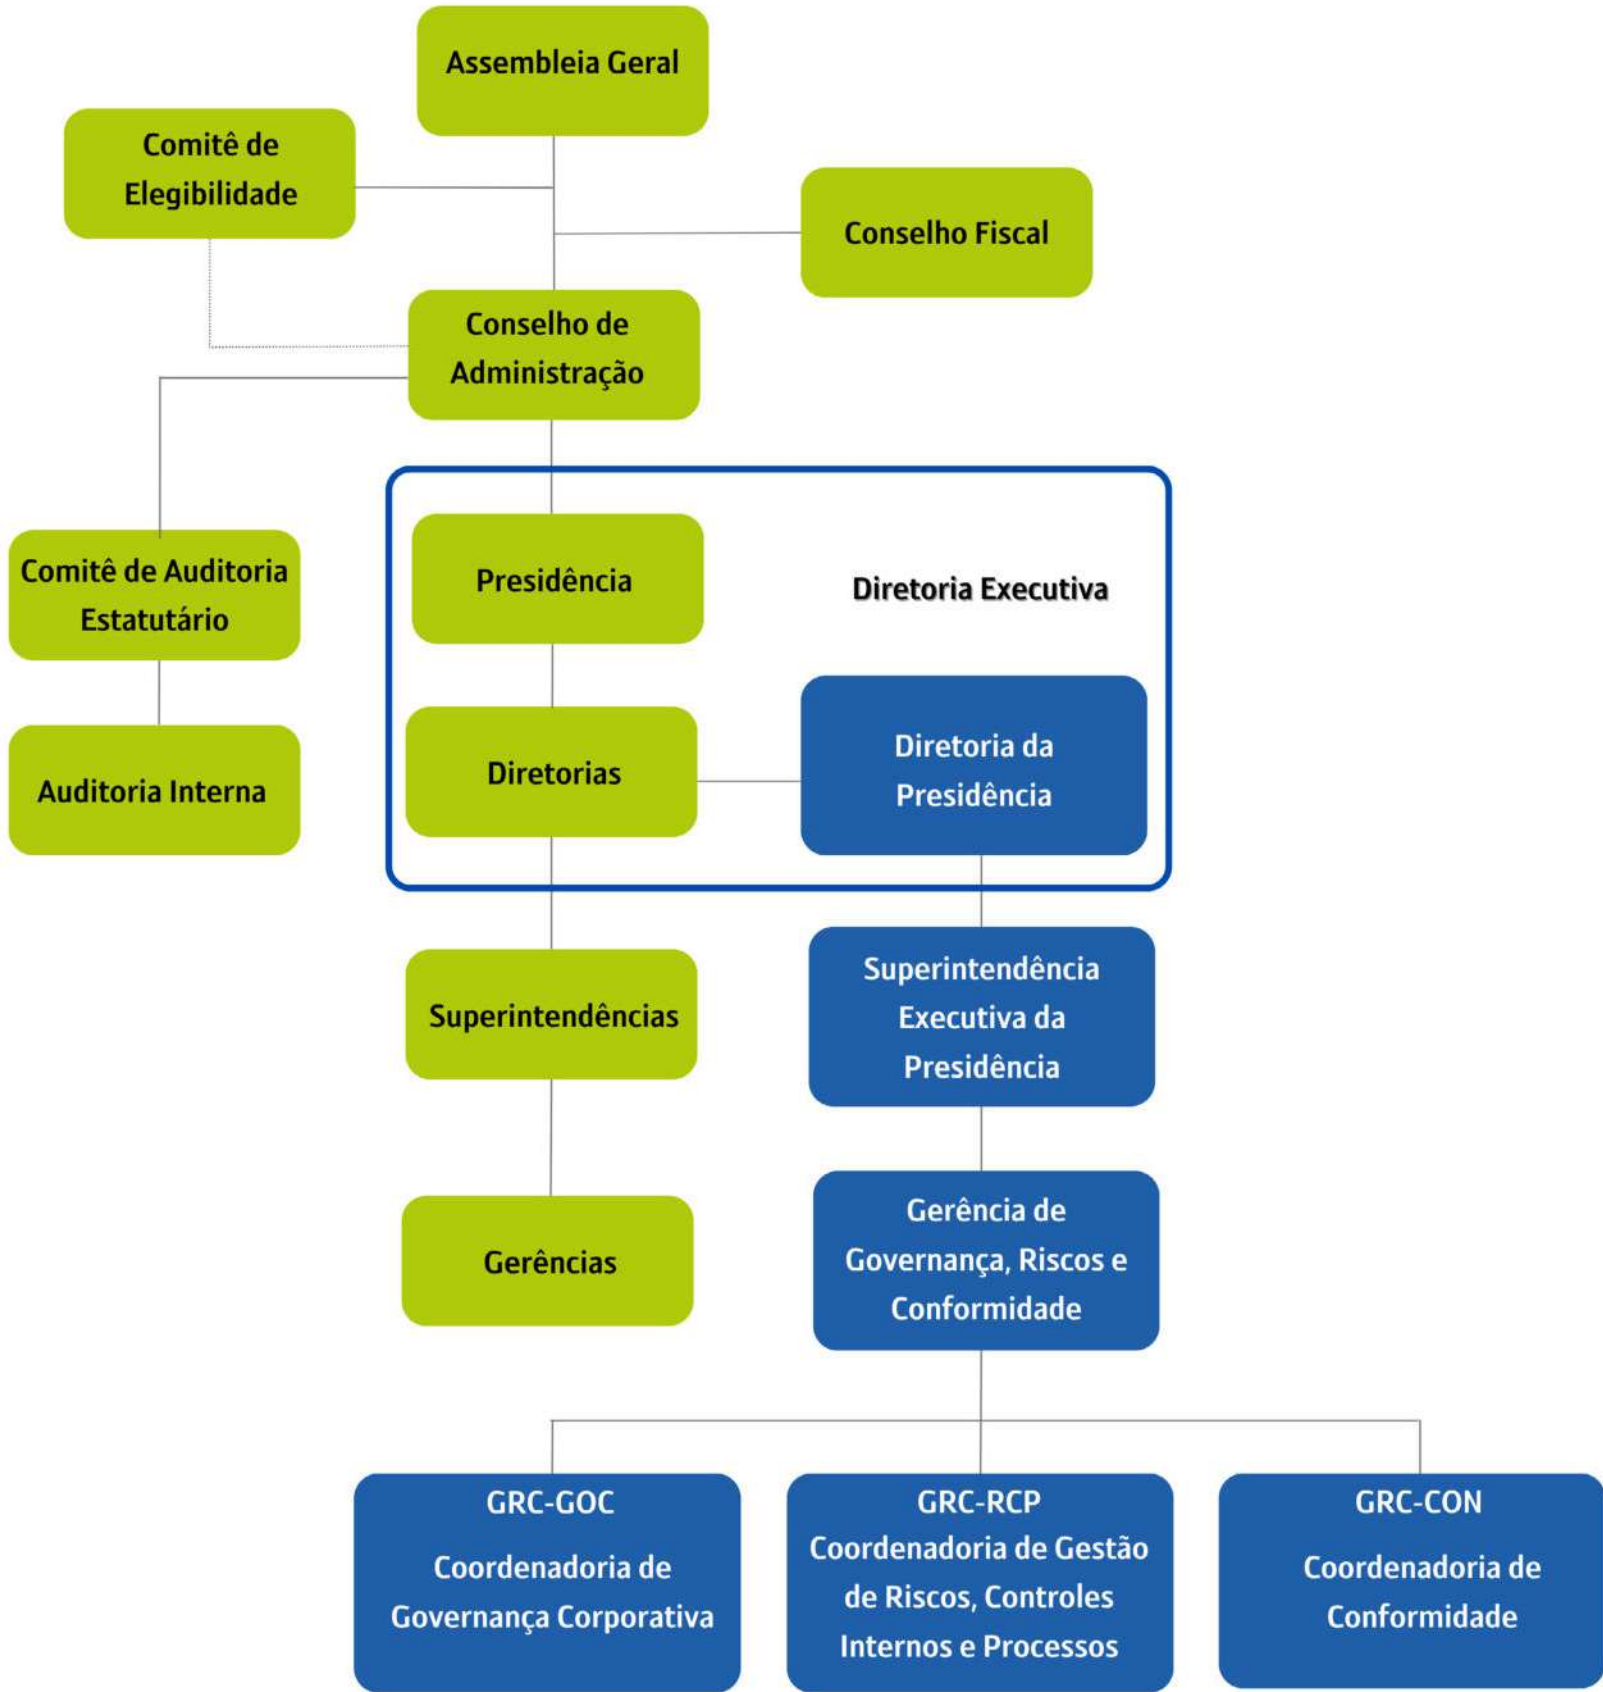 Assembleia Geral
Comitê de
Elegibilidade
Conselho Fiscal
Conselho de
Administração
Comitê de Auditoria
Estatutário
Presidência
Diretoria Executiva
Auditoria Interna
Diretorias
Diretoria da
Presidência
Superintendências
Superintendência
Executiva da
Presidência
Gerências
Gerência de
Governança, Riscos e
Conformidade
GRC-GOC
Coordenadoria de
Governança Corporativa
GRC-RCP
Coordenadoria de Gestão
de Riscos, Controles
Internos e Processos
GRC-CON
Coordenadoria de
Conformidade